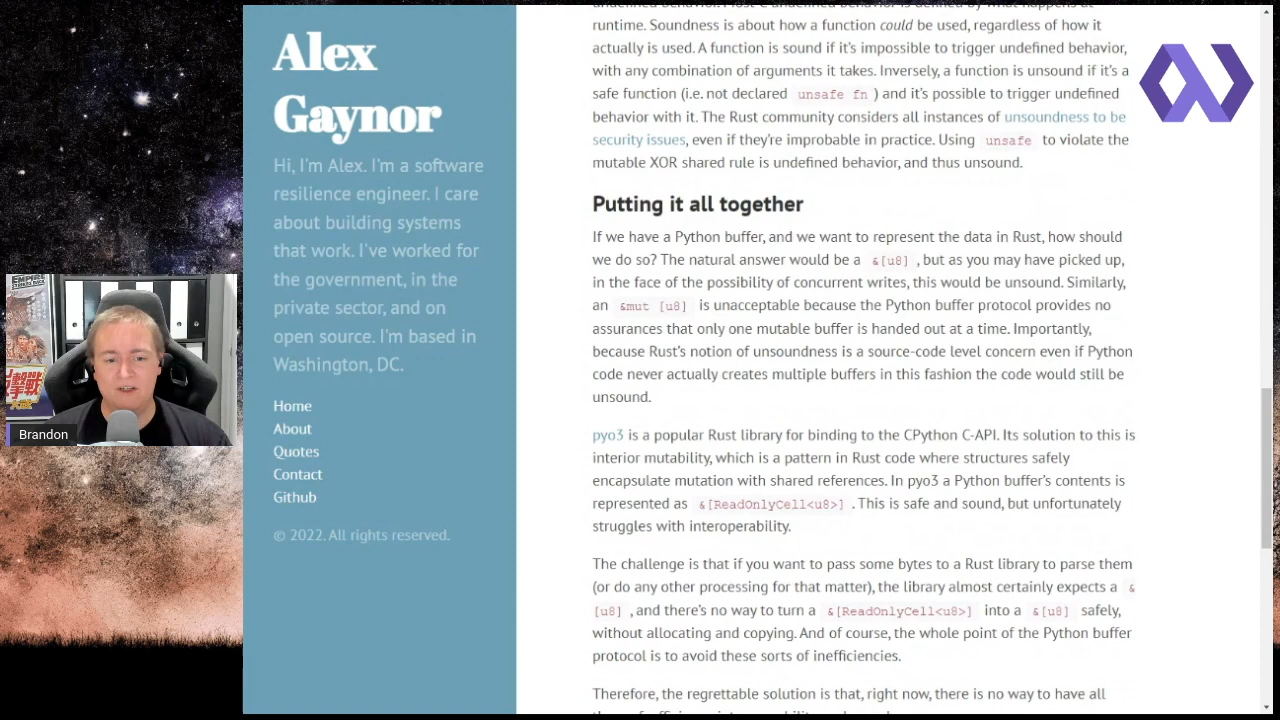 Alex
Gaynor
Hi, I'm Alex. I'm a software
resilience engineer. I care
about building systems
that work. I've worked for
the government, in the
private sector, and on
open source. I'm based in
Washington, DC.
Home
About
Quotes
Contact
Github
© 2022. All rights reserved.
runtime. Soundness is about how a function could be used, regardless of how it
actually is used. A function is sound if it's impossible to trigger undefined behavior,
with any combination of arguments it takes. Inversely, a function is unsound if it's a
safe function (i.e. not declared unsafe fn ) and it's possible to trigger undefined
behavior with it. The Rust community considers all instances of unsoundness to be
security issues, even if they're improbable in practice. Using unsafe to violate the
mutable XOR shared rule is undefined behavior, and thus unsound.
Putting it all together
If we have a Python buffer, and we want to represent the data in Rust, how should
we do so? The natural answer would be a &[u8] , but as you may have picked up,
in the face of the possibility of concurrent writes, this would be unsound. Similarly,
an &mut [u8] is unacceptable because the Python buffer protocol provides no
assurances that only one mutable buffer is handed out at a time. Importantly,
because Rust's notion of unsoundness is a source-code level concern even if Python
code never actually creates multiple buffers in this fashion the code would still be
unsound.
pyo3 is a popular Rust library for binding to the CPython C-API. Its solution to this is
interior mutability, which is a pattern in Rust code where structures safely
encapsulate mutation with shared references. In pyo3 a Python buffer's contents is
represented as &[ReadOnlyCell<u8>] . This is safe and sound, but unfortunately
struggles with interoperability.
The challenge is that if you want to pass some bytes to a Rust library to parse them
(or do any other processing for that matter), the library almost certainly expects a &
[u8] , and there's no way to turn a &[ReadOnlyCell<u8>] into a &[u8] safely,
without allocating and copying. And of course, the whole point of the Python buffer
protocol is to avoid these sorts of inefficiencies.
Therefore, the regrettable solution is that, right now, there is no way to have all
EMPIRE
Brandon